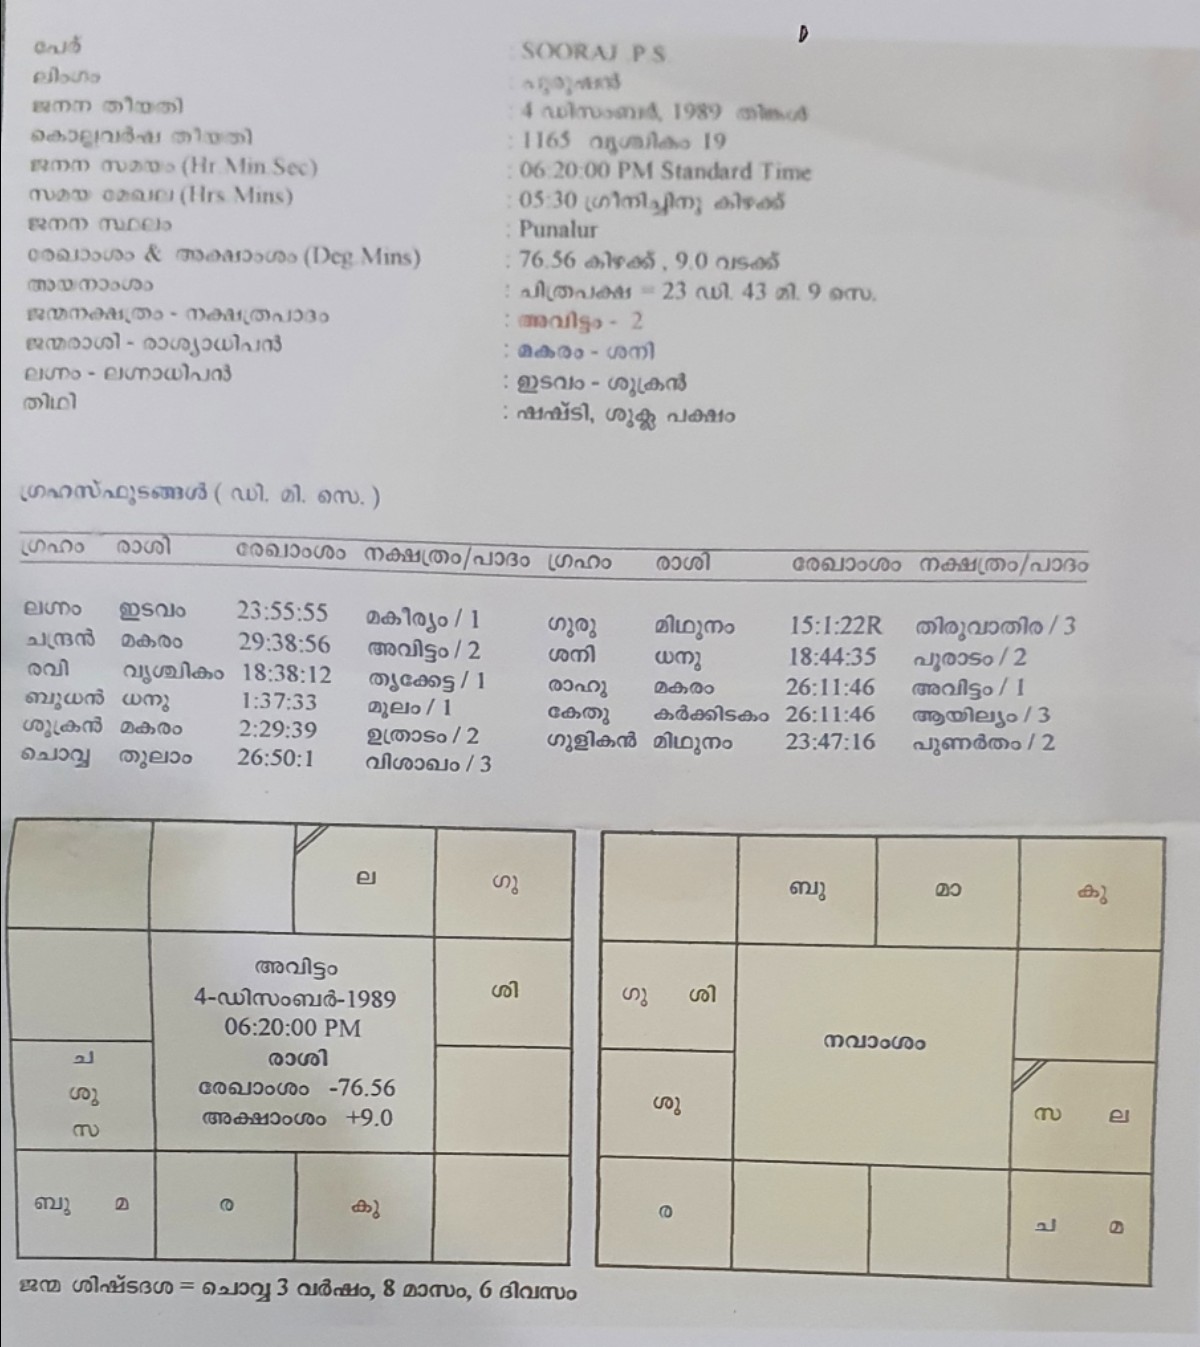 പേര് : SOORAJ P.S
ലിംഗം : പുരുഷൻ
ജനന തീയതി : 4 ഡിസംബർ, 1989 തിങ്കൾ
കൊല്ലവർഷ തീയതി : 1165 വൃശ്ചികം 19
ജനന സമയം (Hr.Min.Sec) : 06:20:00 PM Standard Time
സമയ മേഖല (Hrs.Mins) : 05:30 ഗ്രീനിച്ചിനു കിഴക്ക്
ജനന സ്ഥലം : Punalur
രേഖാംശം & അക്ഷാംശം (Deg.Mins) : 76.56 കിഴക്ക് , 9.0 വടക്ക്
അയനാംശം : ചിത്രപക്ഷ = 23 ഡി. 43 മി. 9 സെ.
ജന്മനക്ഷത്രം - നക്ഷത്രപാദം : അവിട്ടം - 2
ജന്മരാശി - രാശ്യാധിപൻ : മകരം - ശനി
ലഗ്നം - ലഗ്നാധിപൻ : ഇടവം - ശുക്രൻ
തിഥി : ഷഷ്ടി, ശുക്ല പക്ഷം
ഗ്രഹസ്ഫുടങ്ങൾ ( ഡി. മി. സെ. )
ഗ്രഹം രാശി രേഖാംശം നക്ഷത്രം/പാദം ഗ്രഹം രാശി രേഖാംശം നക്ഷത്രം/പാദം
ലഗ്നം ഇടവം 23:55:55 മകീര്യം / 1 ഗുരു മിഥുനം 15:1:22R തിരുവാതിര / 3
ചന്ദ്രൻ മകരം 29:38:56 അവിട്ടം / 2 ശനി ധനു 18:44:35 പൂരാടം / 2
രവി വൃശ്ചികം 18:38:12 തൃക്കേട്ട / 1 രാഹു മകരം 26:11:46 അവിട്ടം / 1
ബുധൻ ധനു 1:37:33 മൂലം / 1 കേതു കർക്കിടകം 26:11:46 ആയില്യം / 3
ശുക്രൻ മകരം 2:29:39 ഉത്രാടം / 2 ഗുളികൻ മിഥുനം 23:47:16 പുണർതം / 2
ചൊവ്വ തുലാം 26:50:1 വിശാഖം / 3
ല ഗു
അവിട്ടം
4-ഡിസംബർ-1989
06:20:00 PM
രാശി
രേഖാംശം -76.56
അക്ഷാംശം +9.0
ശി
ച
ശു
സ
ബു മ ര കു
ബു മാ കു
ഗു ശി
നവാംശം
ശു
സ ല
ര ച മ
ജന്മ ശിഷ്ടദശ = ചൊവ്വ 3 വർഷം, 8 മാസം, 6 ദിവസം